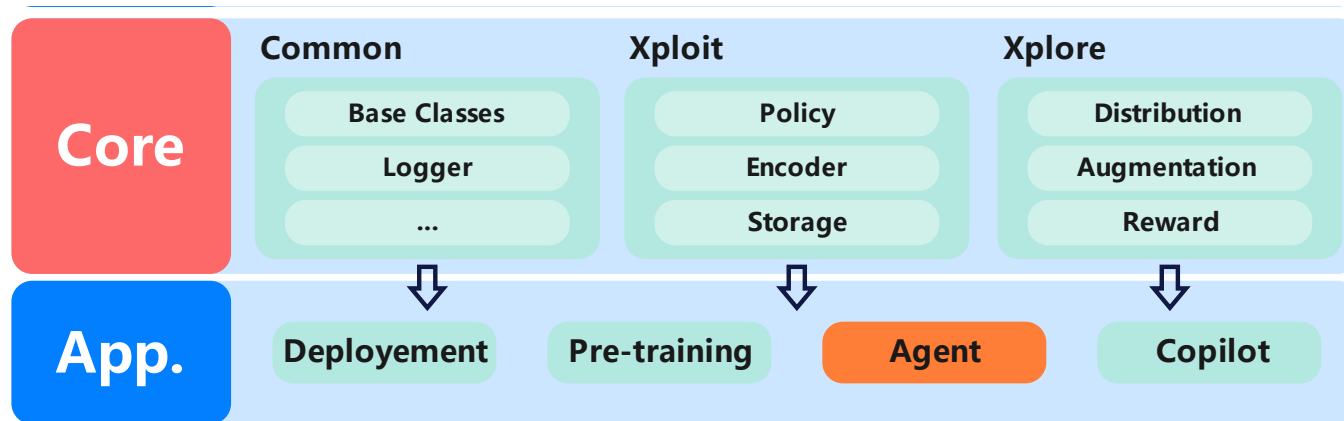 Core
Common
Base Classes
Logger
...
Xploit
Policy
Encoder
Storage
Xplore
Distribution
Augmentation
Reward
App.
Deployement
Pre-training
Agent
Copilot